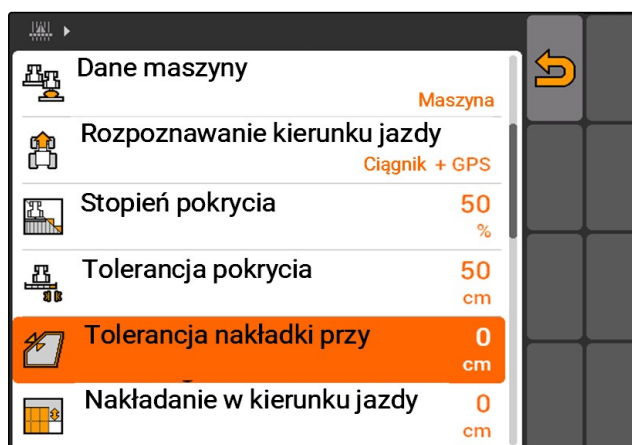 Dane maszyny
Maszyna
Rozpoznawanie kierunku jazdy
Ciągnik + GPS
Stopień pokrycia
50
%
Tolerancja pokrycia
50
cm
Tolerancja nakładki przy
0
cm
Nakładanie w kierunku jazdy
0
cm